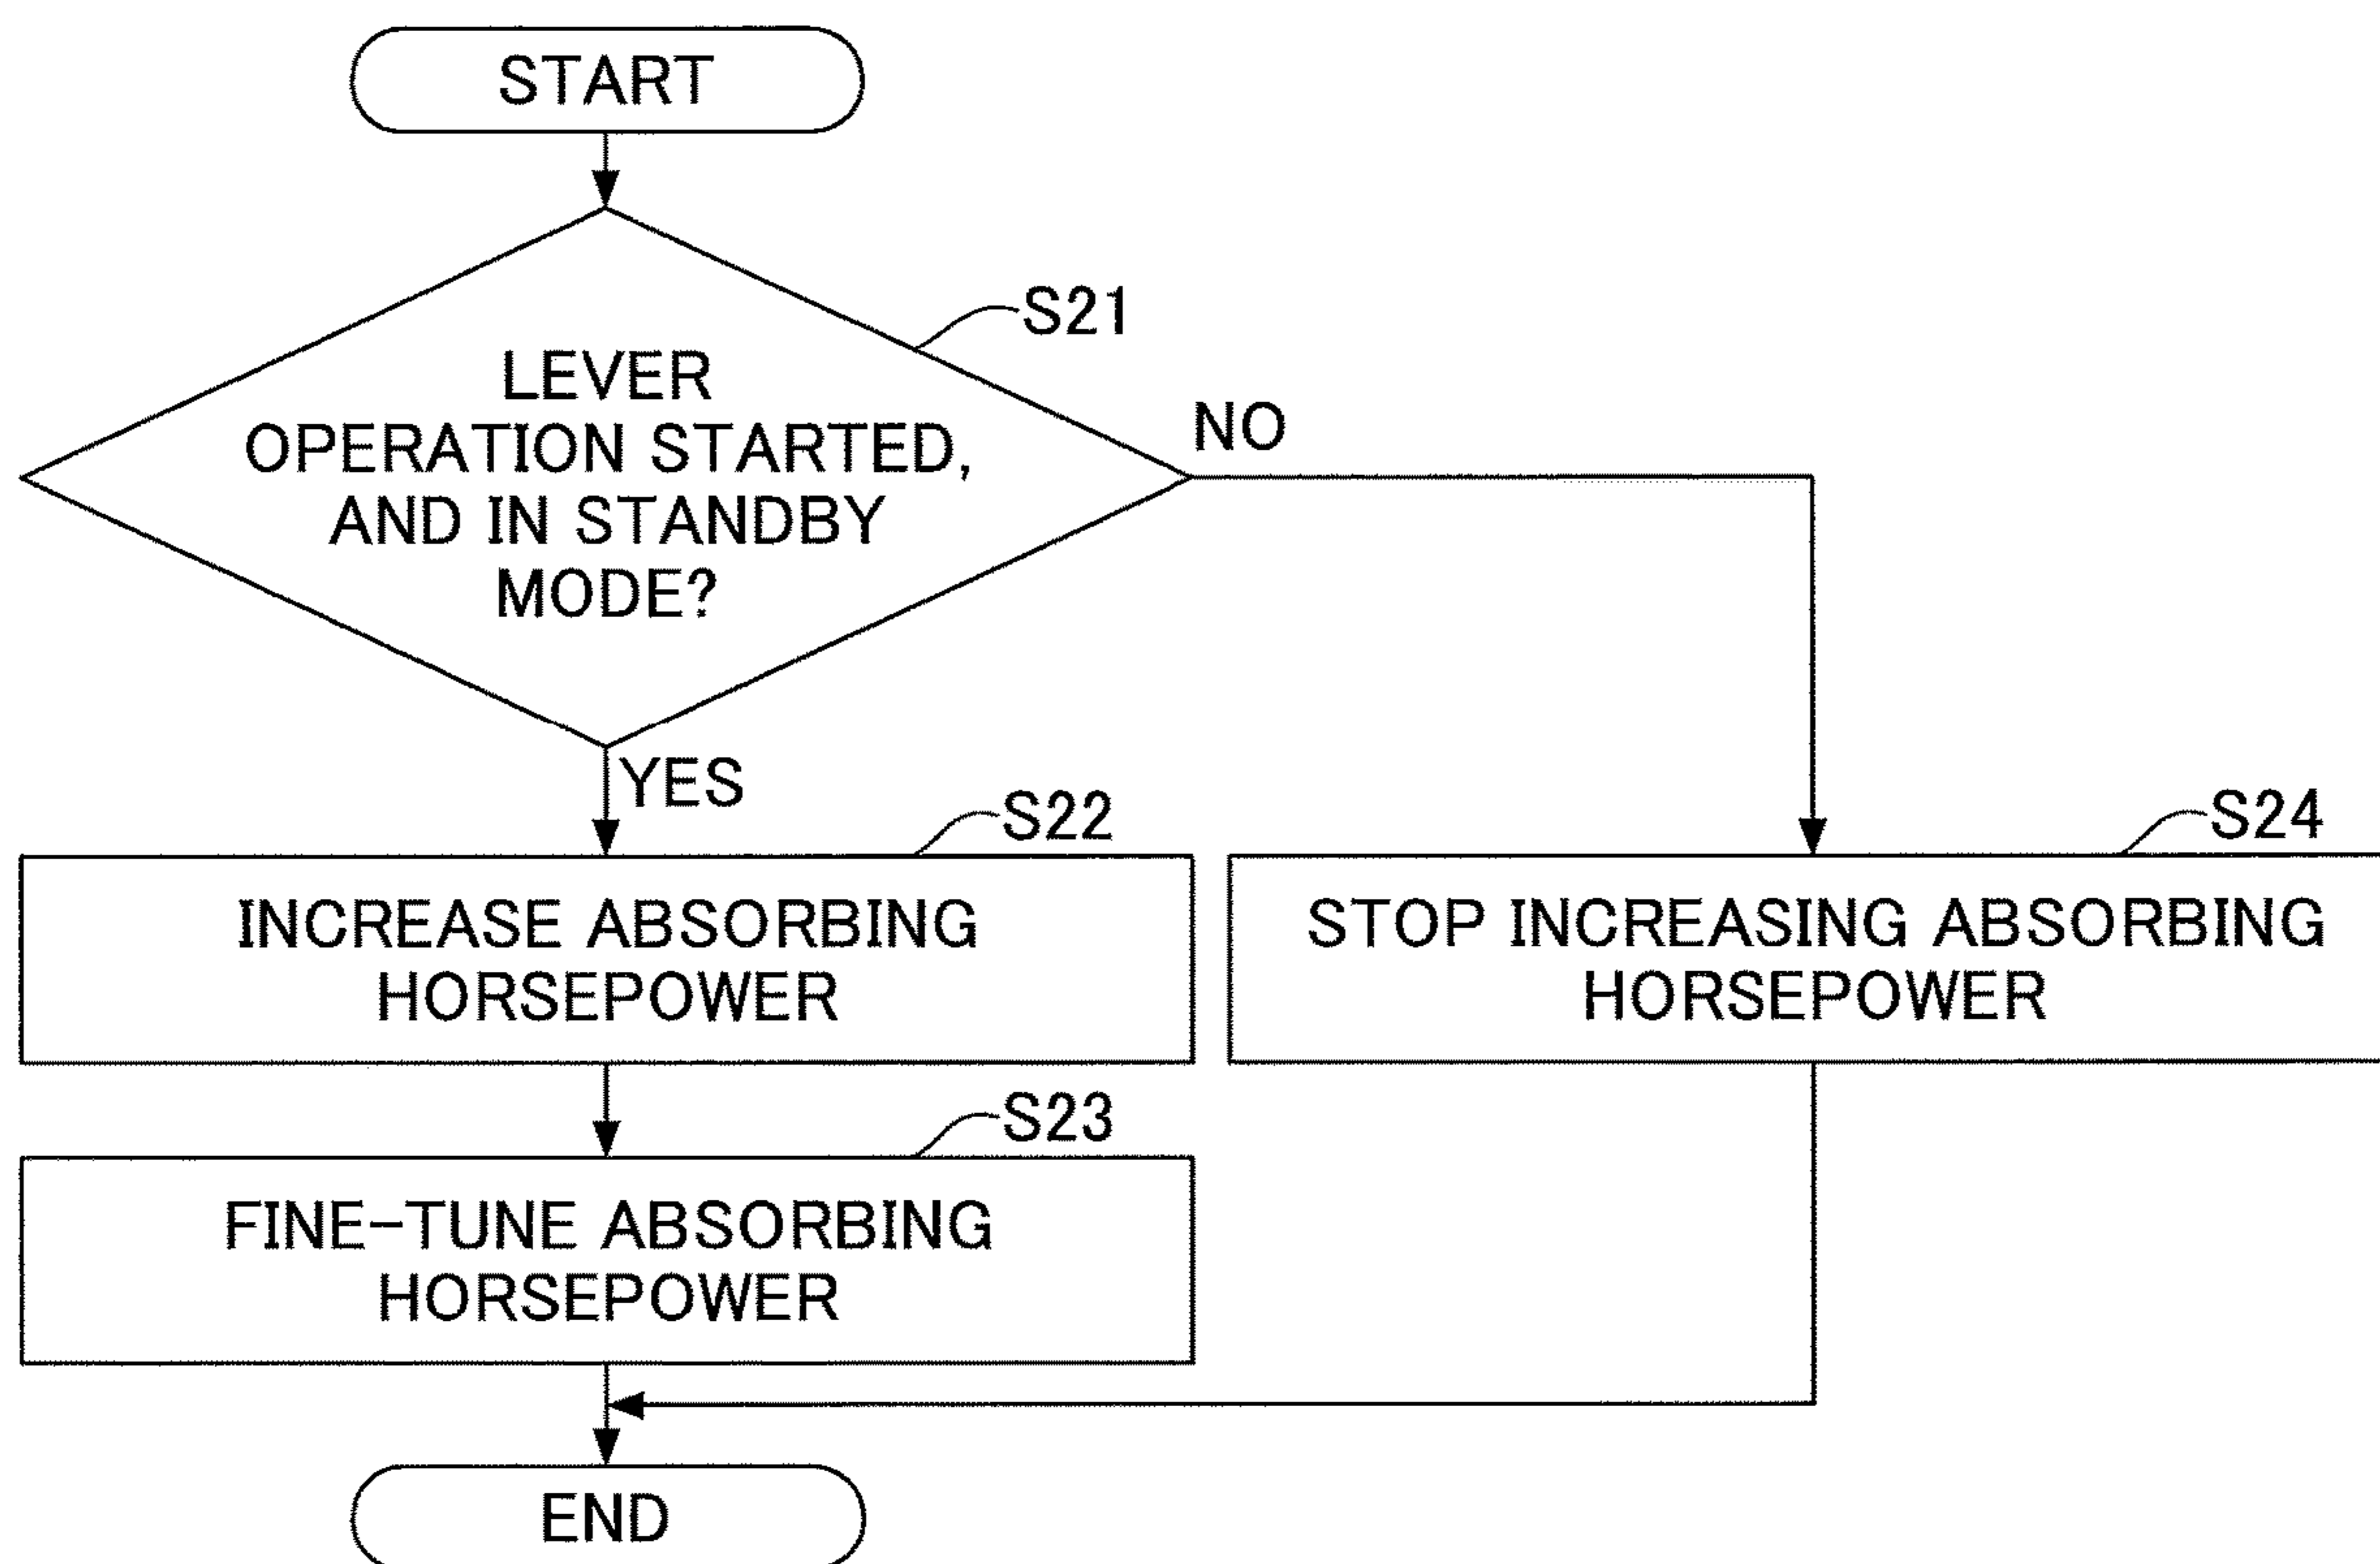 START
S21
LEVER
OPERATION STARTED,
AND IN STANDBY
MODE?
NO
YES
S22
INCREASE ABSORBING
HORSEPOWER
S24
STOP INCREASING ABSORBING
HORSEPOWER
S23
FINE-TUNE ABSORBING
HORSEPOWER
END